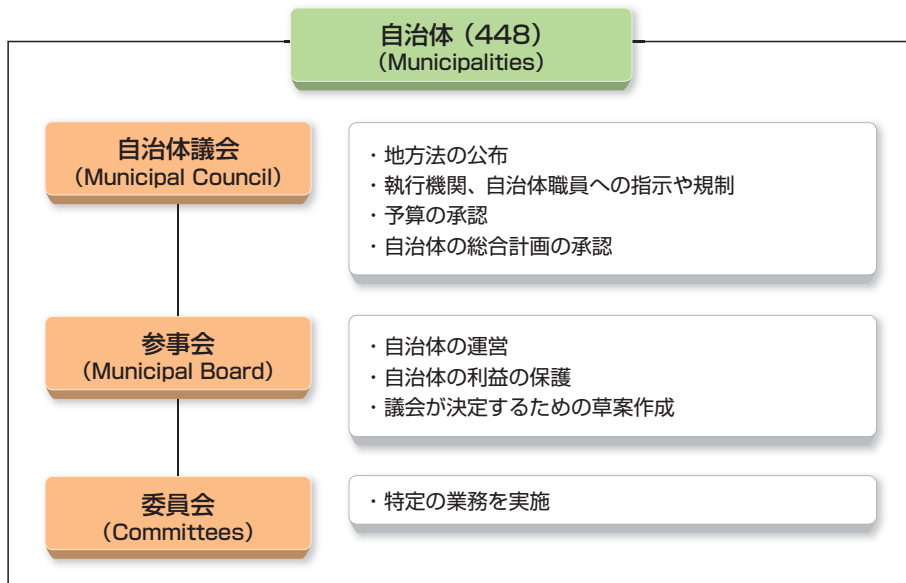 自治体（448）
（Municipalities）
自治体議会
（Municipal Council）
・地方法の公布
・執行機関、自治体職員への指示や規制
・予算の承認
・自治体の総合計画の承認
参事会
（Municipal Board）
・自治体の運営
・自治体の利益の保護
・議会が決定するための草案作成
委員会
（Committees）
・特定の業務を実施